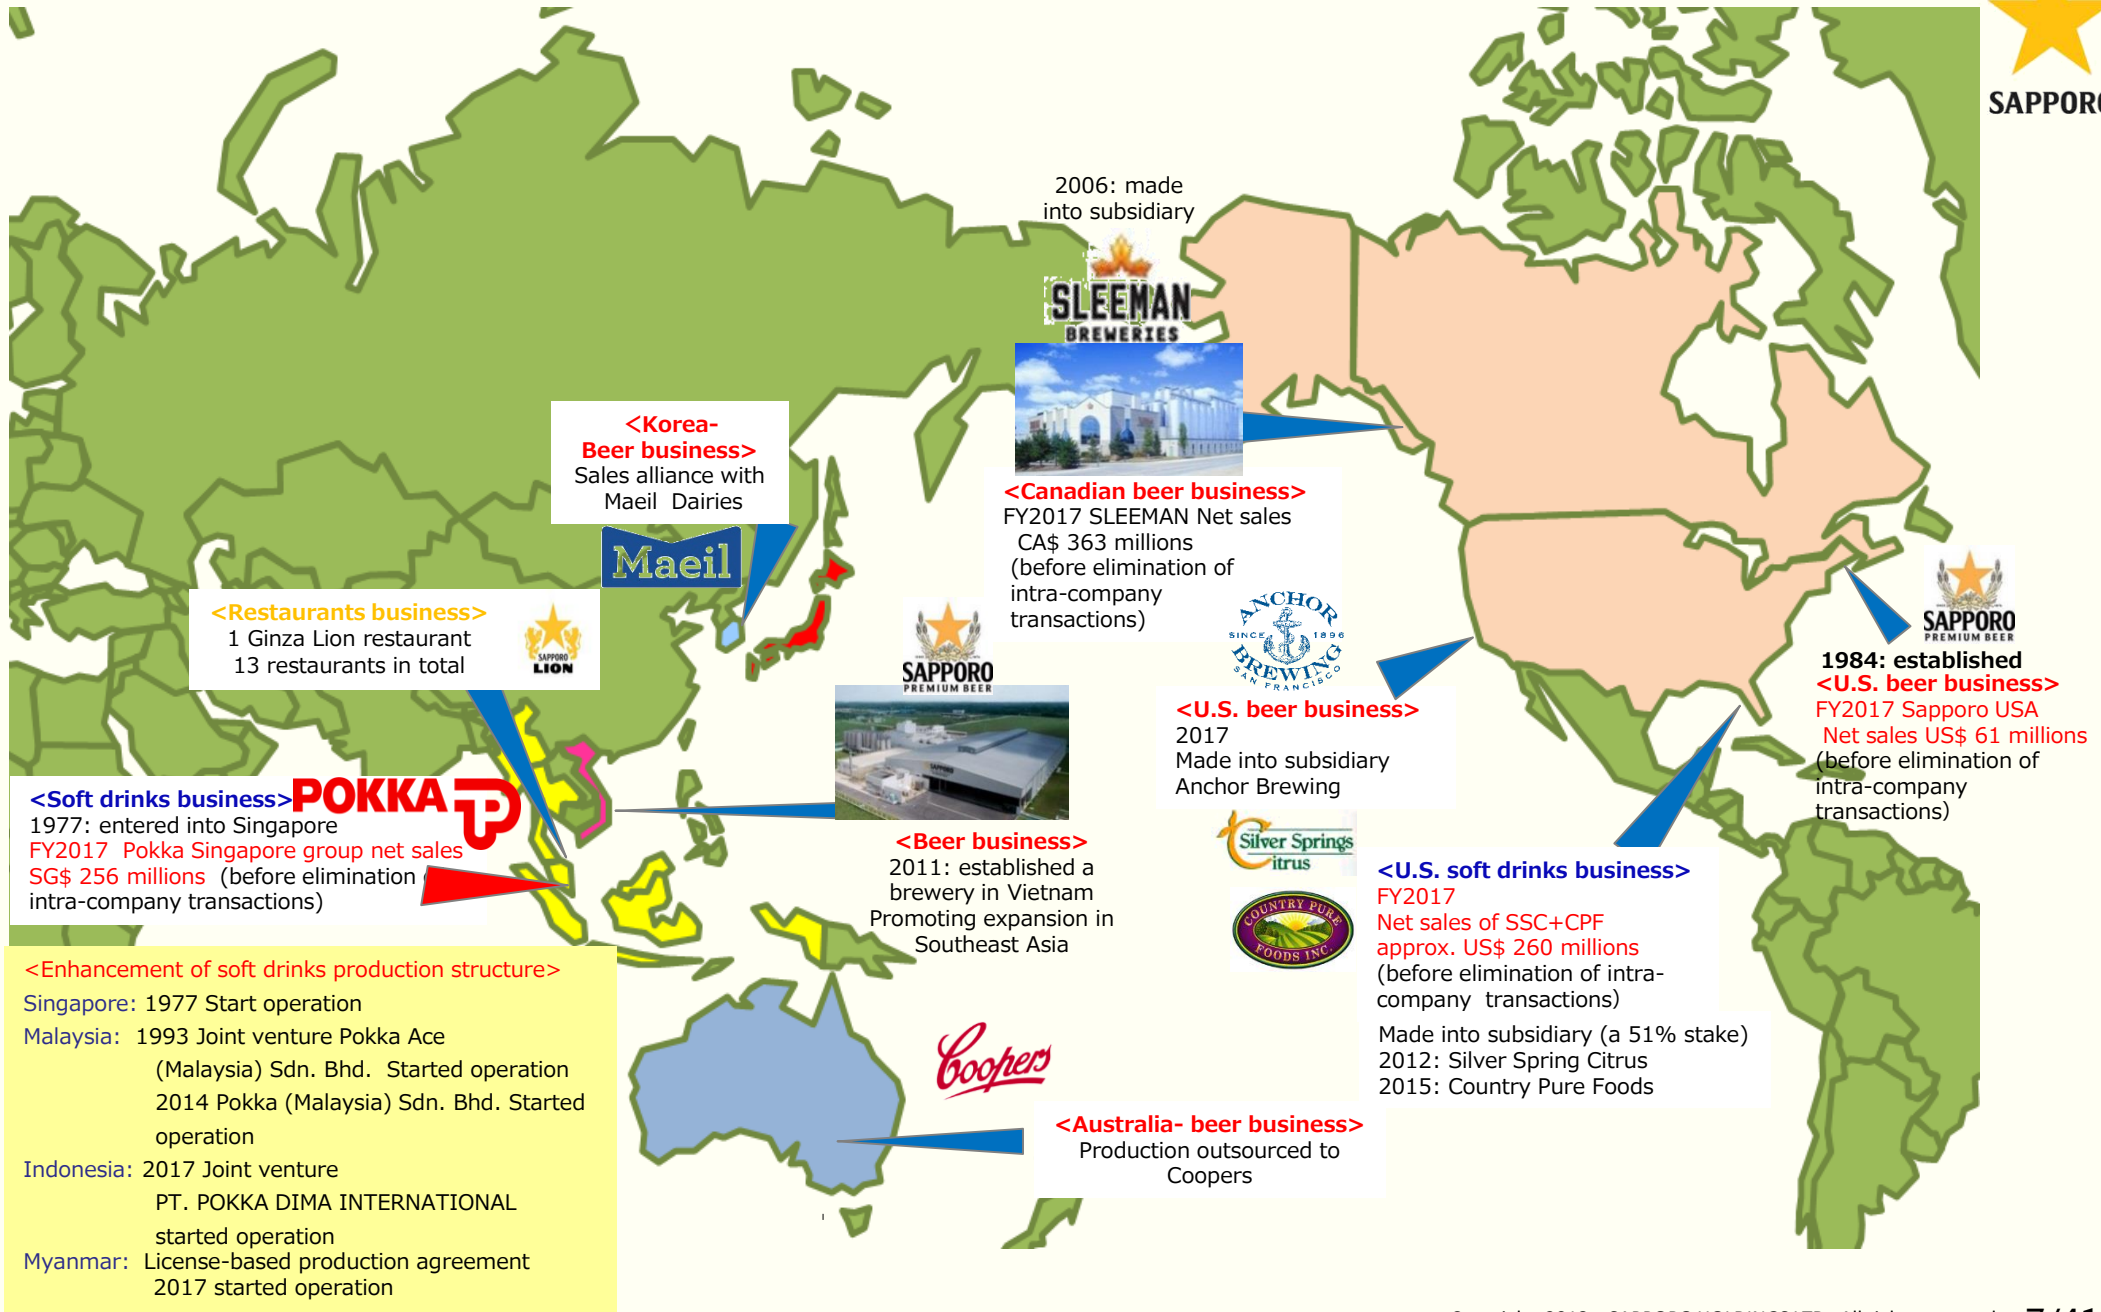 SAPPORO
2006: made
into subsidiary
SLEEMAN
BREWERIES
<Korea-
Beer business>
Sales alliance with
Maeil Dairies
Maeil
<Canadian beer business>
FY2017 SLEEMAN Net sales
CA$ 363 millions
(before elimination of
intra-company
transactions)
<Restaurants business>
1 Ginza Lion restaurant
13 restaurants in total
SAPPORO
LION
SAPPORO
PREMIUM BEER
ANCHOR
SINCE 1896
BREWING
SAN FRANCISCO
<U.S. beer business>
2017
Made into subsidiary
Anchor Brewing
SAPPORO
PREMIUM BEER
1984: established
<U.S. beer business>
FY2017 Sapporo USA
Net sales US$ 61 millions
(before elimination of
intra-company
transactions)
<Soft drinks business>
POKKA
1977: entered into Singapore
FY2017 Pokka Singapore group net sales
SG$ 256 millions (before elimination
intra-company transactions)
<Beer business>
2011: established a
brewery in Vietnam
Promoting expansion in
Southeast Asia
Silver Springs
Citrus
COUNTRY PURE
FOODS INC.
<U.S. soft drinks business>
FY2017
Net sales of SSC+CPF
approx. US$ 260 millions
(before elimination of intra-
company transactions)
Made into subsidiary (a 51% stake)
2012: Silver Spring Citrus
2015: Country Pure Foods
<Enhancement of soft drinks production structure>
Singapore: 1977 Start operation
Malaysia: 1993 Joint venture Pokka Ace
(Malaysia) Sdn. Bhd. Started operation
2014 Pokka (Malaysia) Sdn. Bhd. Started
operation
Indonesia: 2017 Joint venture
PT. POKKA DIMA INTERNATIONAL
started operation
Myanmar: License-based production agreement
2017 started operation
Coopers
<Australia- beer business>
Production outsourced to
Coopers